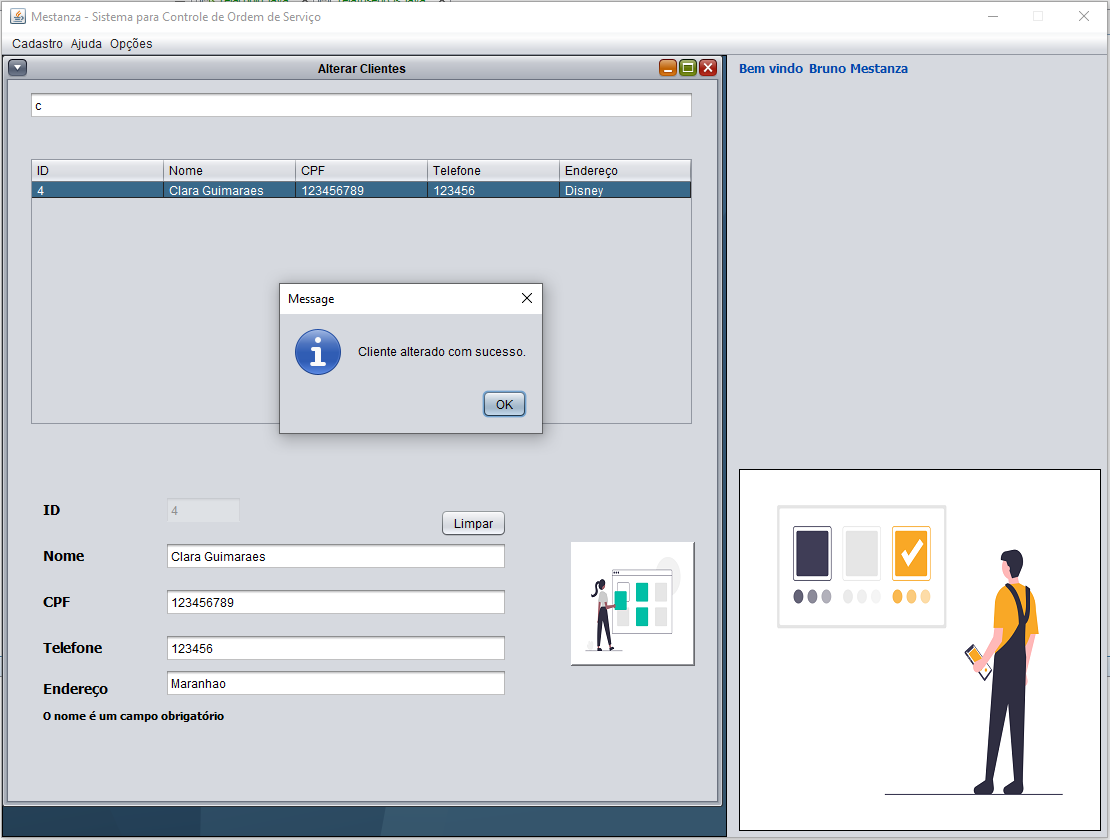 Mestanza - Sistema para Controle de Ordem de Serviço
Cadastro Ajuda Opções
Alterar Clientes
Bem vindo Bruno Mestanza
c
ID Nome CPF Telefone Endereço
4 Clara Guimaraes 123456789 123456 Disney
Message
Cliente alterado com sucesso.
OK
ID 4
Limpar
Nome Clara Guimaraes
CPF 123456789
Telefone 123456
Endereço Maranhao
O nome é um campo obrigatório